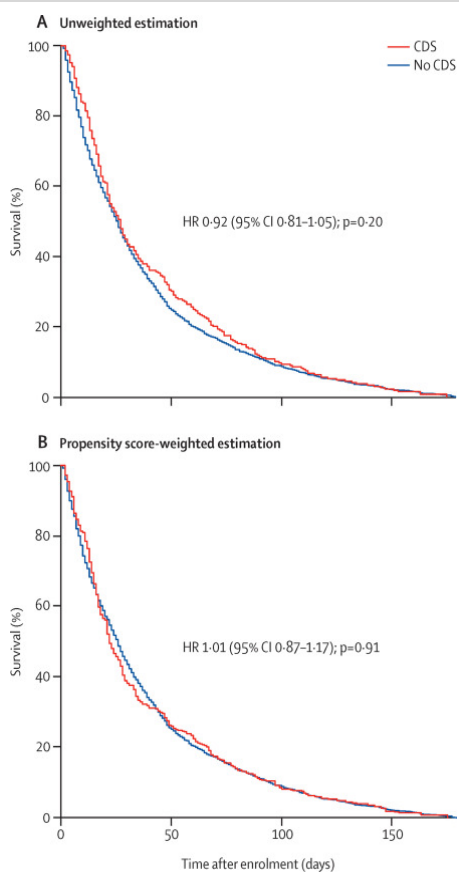 A Unweighted estimation
CDS
No CDS
100
80
60
40
20
0
Survival (%)
HR 0·92 (95% CI 0·81–1·05); p=0·20
B Propensity score-weighted estimation
100
80
60
40
20
0
Survival (%)
HR 1·01 (95% CI 0·87–1·17); p=0·91
0 50 100 150
Time after enrolment (days)